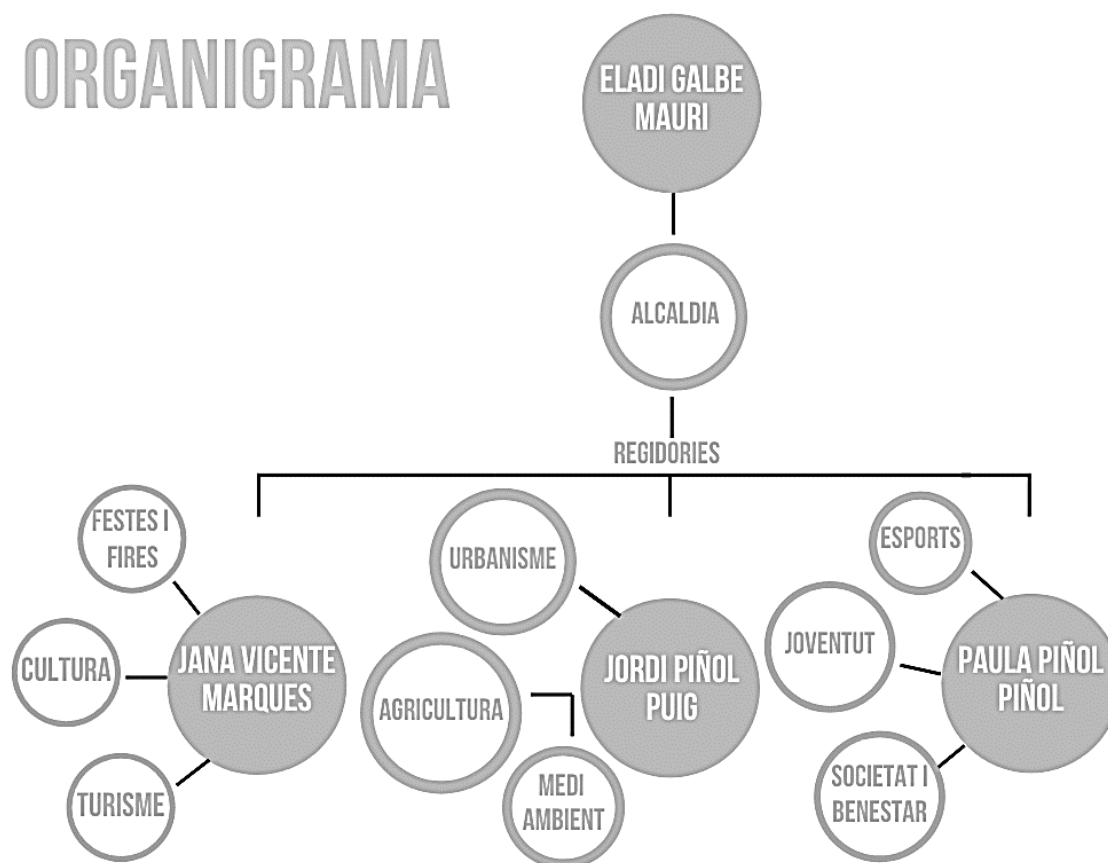 ORGANIGRAMA
ELADI GALBE
MAURI
ALCALDIA
REGIDORIES
FESTES I
FIRES
CULTURA
TURISME
JANA VICENTE
MARQUES
URBANISME
AGRICULTURA
MEDI
AMBIENT
JORDI PIÑOL
PUIG
ESPORTS
JOVENTUT
SOCIETAT I
BENESTAR
PAULA PIÑOL
PIÑOL